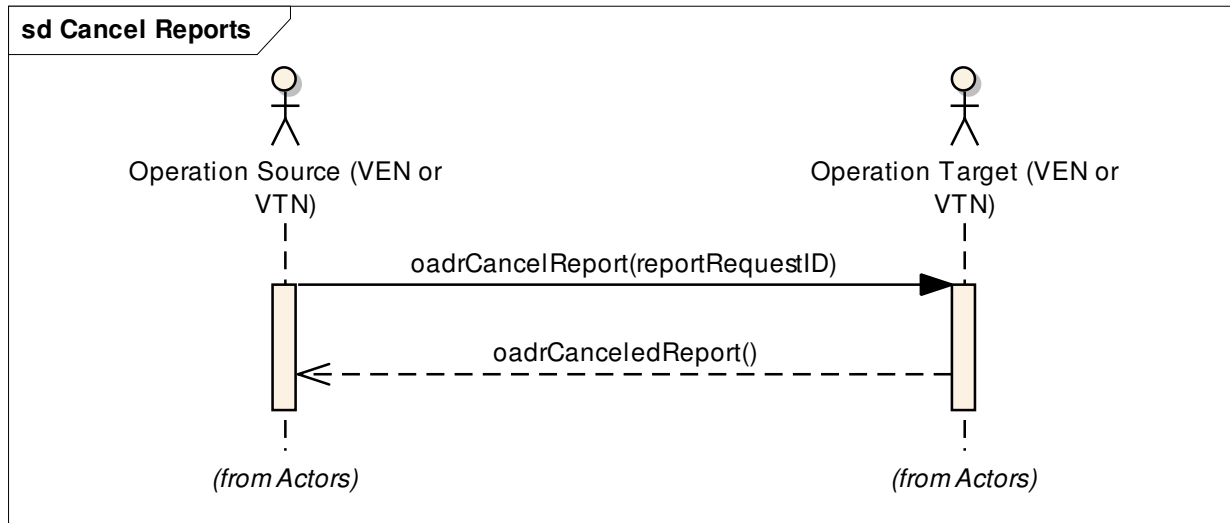 sd Cancel Reports
Operation Source (VEN or
VTN)
Operation Target (VEN or
VTN)
oadrCancelReport(reportRequestID)
oadrCanceledReport()
(from Actors)
(from Actors)